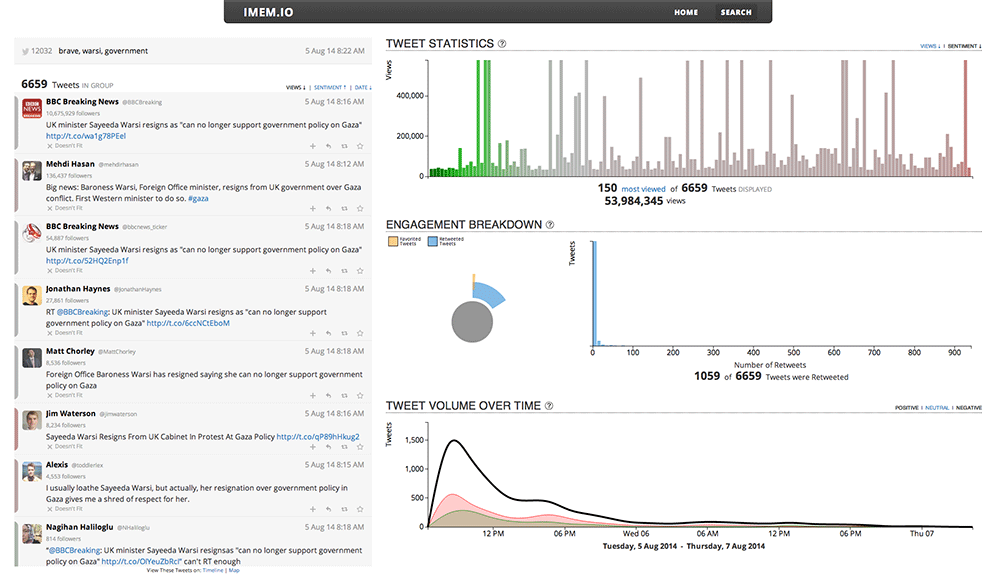 IMEM.IO
HOME
SEARCH
12032 brave, warsi, government 5 Aug 14 8:22 AM
6659 Tweets IN GROUP
VIEWS ↓ | SENTIMENT ↑ | DATE ↓
BBC Breaking News @BBCBreaking 5 Aug 14 8:16 AM
10,675,929 followers
UK minister Sayeeda Warsi resigns as "can no longer support government policy on Gaza"
http://t.co/wa1g78PEel
Doesn't Fit
Mehdi Hasan @mehdirhasan 5 Aug 14 8:12 AM
136,437 followers
Big news: Baroness Warsi, Foreign Office minister, resigns from UK government over Gaza
conflict. First Western minister to do so. #gaza
Doesn't Fit
BBC Breaking News @bbcnews_ticker 5 Aug 14 8:18 AM
54,887 followers
UK minister Sayeeda Warsi resigns as "can no longer support government policy on Gaza"
http://t.co/52HQ2Enp1f
Doesn't Fit
Jonathan Haynes @JonathanHaynes 5 Aug 14 8:18 AM
27,861 followers
RT @BBCBreaking: UK minister Sayeeda Warsi resigns as "can no longer support
government policy on Gaza" http://t.co/6ccNCtEboM
Doesn't Fit
Matt Chorley @MattChorley 5 Aug 14 8:18 AM
8,536 followers
Foreign Office Baroness Warsi has resigned saying she can no longer support government
policy on Gaza
Doesn't Fit
Jim Waterson @jimwaterson 5 Aug 14 8:16 AM
8,234 followers
Sayeeda Warsi Resigns From UK Cabinet In Protest At Gaza Policy http://t.co/qP89hHkug2
Doesn't Fit
Alexis @toddlerlex 5 Aug 14 8:15 AM
4,553 followers
I usually loathe Sayeeda Warsi, but actually, her resignation over government policy in
Gaza gives me a shred of respect for her.
Doesn't Fit
Nagihan Haliloglu @NHaliloglu 5 Aug 14 8:18 AM
814 followers
"@BBCBreaking: UK minister Sayeeda Warsi resignsas "can no longer support
government policy on Gaza" http://t.co/OlYeuZbRcl" can't RT enough
View These Tweets on: Timeline | Map
TWEET STATISTICS ?
VIEWS ↓ | SENTIMENT ↓
Views
400,000
200,000
0
150 most viewed of 6659 Tweets DISPLAYED
53,984,345 views
ENGAGEMENT BREAKDOWN ?
Favorited Tweets
Retweeted Tweets
Tweets
0 100 200 300 400 500 600 700 800 900
Number of Retweets
1059 of 6659 Tweets were Retweeted
TWEET VOLUME OVER TIME ?
POSITIVE | NEUTRAL | NEGATIVE
Tweets
1,500
1,000
500
0
12 PM 06 PM Wed 06 06 AM 12 PM 06 PM Thu 07
Tuesday, 5 Aug 2014 - Thursday, 7 Aug 2014